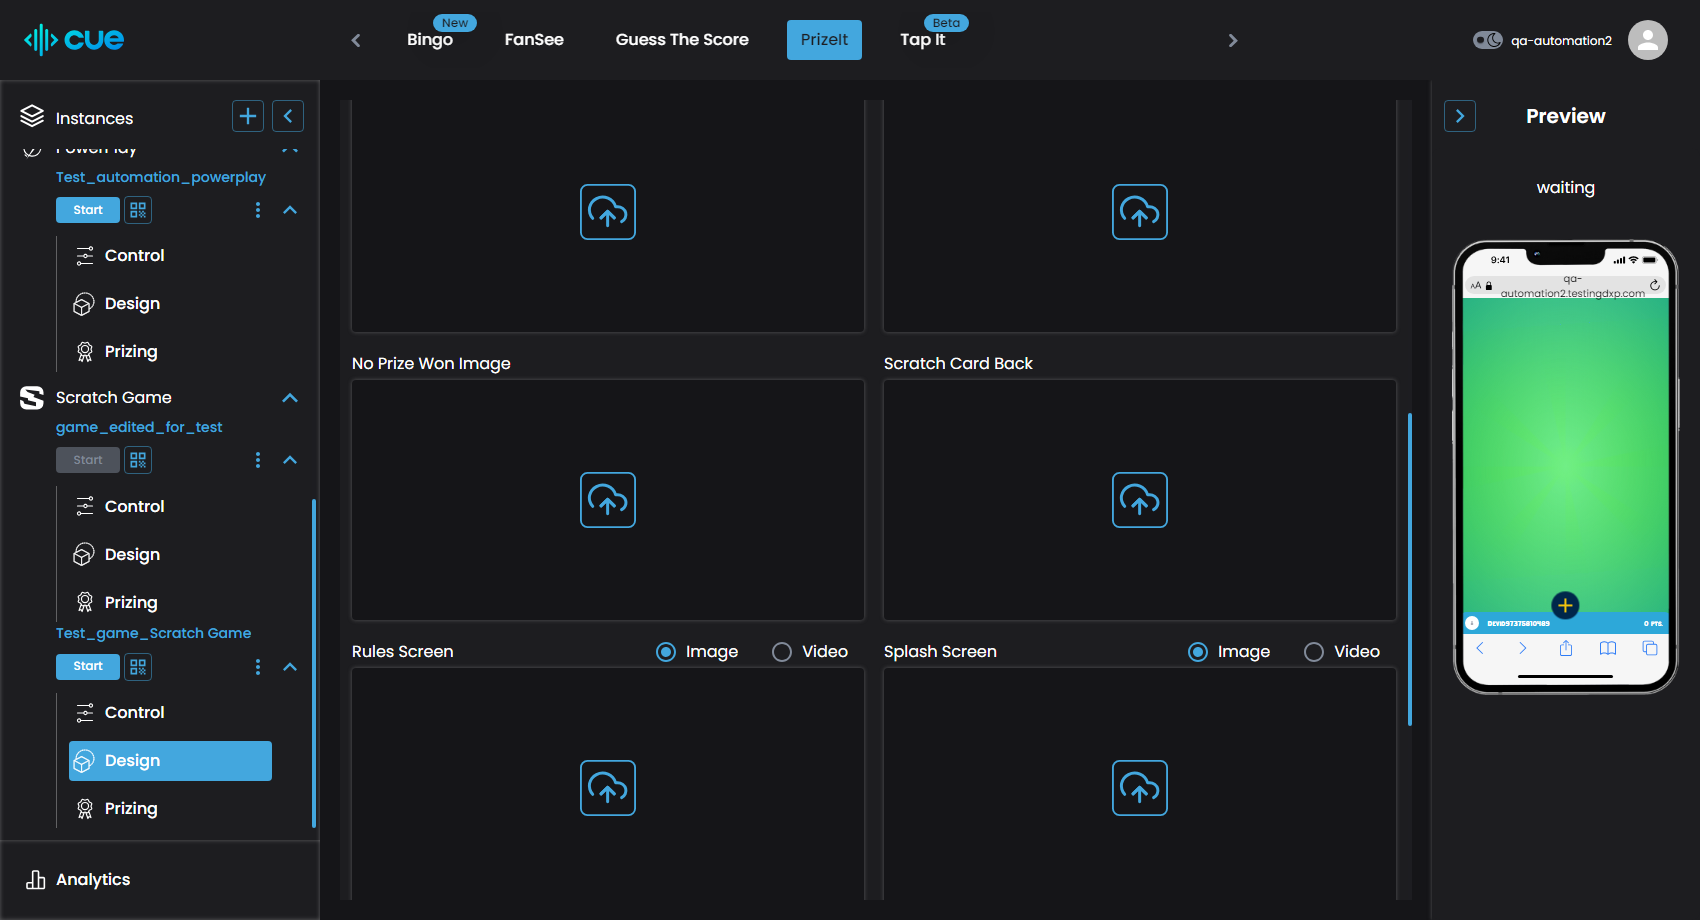 cue
New
Bingo
FanSee
Guess The Score
PrizeIt
Beta
Tap It
qa-automation2
Instances
PowerPlay
Test_automation_powerplay
Start
Control
Design
Prizing
Scratch Game
game_edited_for_test
Start
Control
Design
Prizing
Test_game_Scratch Game
Start
Control
Design
Prizing
Analytics
No Prize Won Image
Scratch Card Back
Rules Screen
Image
Video
Splash Screen
Image
Video
Preview
waiting
9:41
AA
qa-
automation2.testingdxp.com
0 PTS.